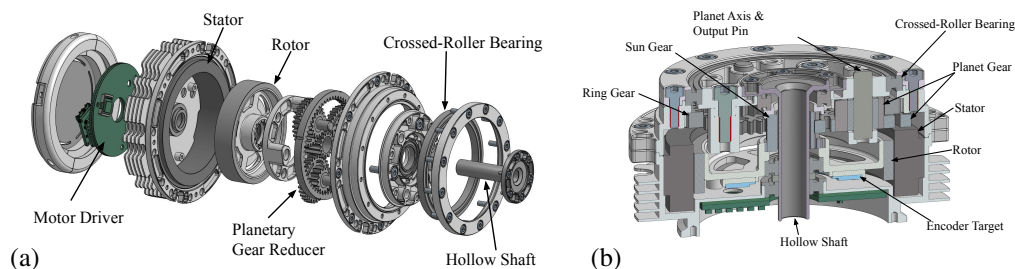 Stator
Rotor
Crossed-Roller Bearing
Motor Driver
Planetary
Gear Reducer
Hollow Shaft
(a)
Planet Axis &
Output Pin
Crossed-Roller Bearing
Sun Gear
Planet Gear
Ring Gear
Stator
Rotor
Encoder Target
Hollow Shaft
(b)